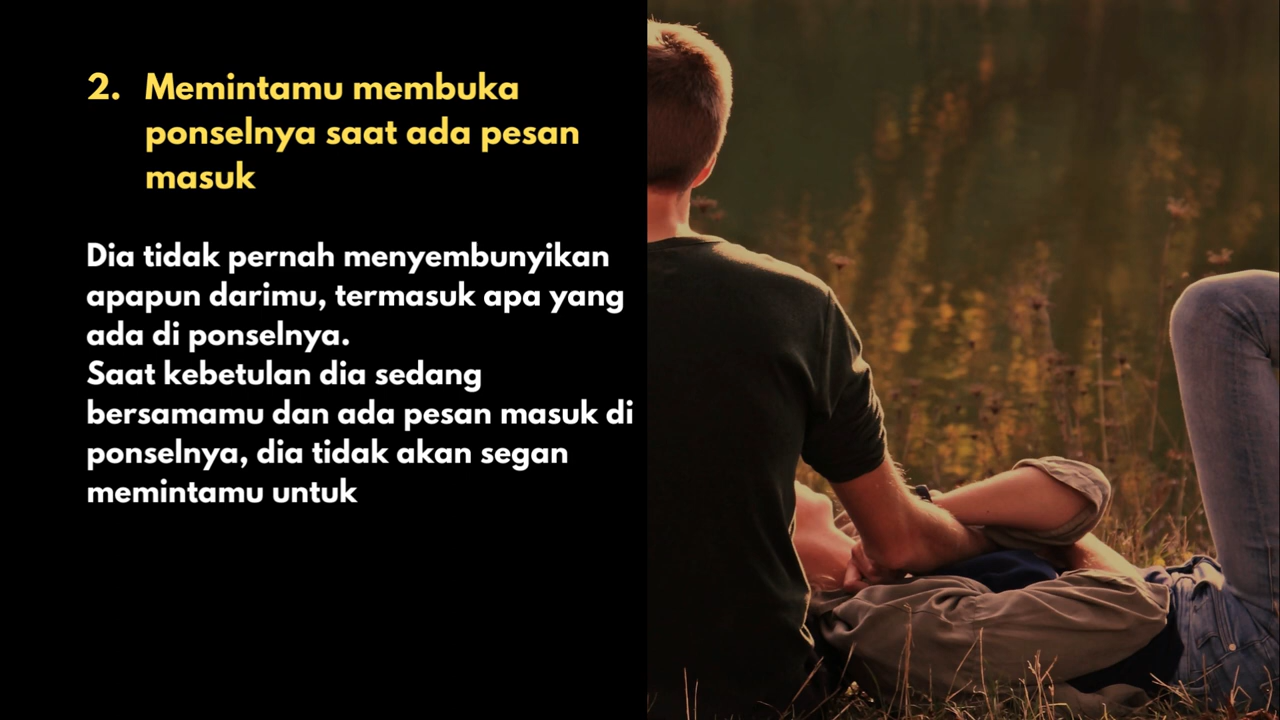 2. Memintamu membuka
ponselnya saat ada pesan
masuk
Dia tidak pernah menyembunyikan
apapun darimu, termasuk apa yang
ada di ponselnya.
Saat kebetulan dia sedang
bersamamu dan ada pesan masuk di
ponselnya, dia tidak akan segan
memintamu untuk